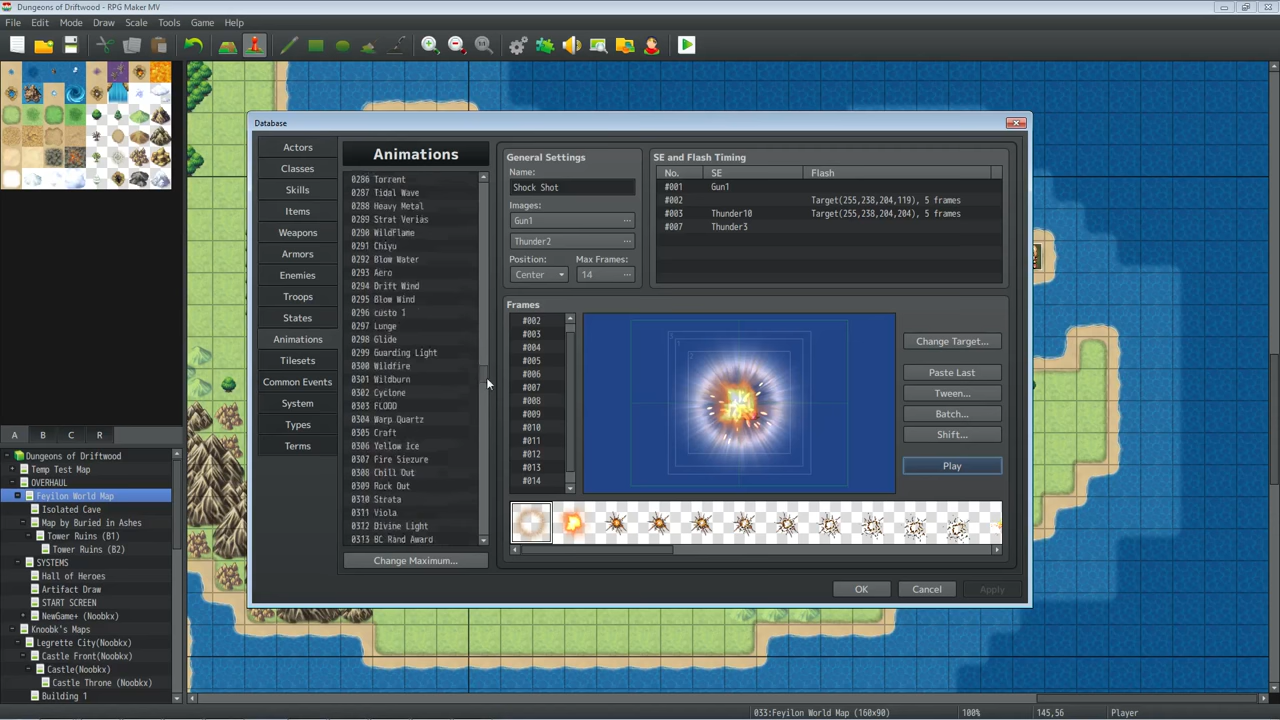 Dungeons of Driftwood - RPG Maker MV
File Edit Mode Draw Scale Tools Game Help
Database
Actors
Classes
Skills
Items
Weapons
Armors
Enemies
Troops
States
Animations
Tilesets
Common Events
System
Types
Terms
Animations
0286 Torrent
0287 Tidal Wave
0288 Heavy Metal
0289 Strat Verias
0290 WildFlame
0291 Chiyu
0292 Blow Water
0293 Aero
0294 Drift Wind
0295 Blow Wind
0296 custo 1
0297 Lunge
0298 Glide
0299 Guarding Light
0300 Wildfire
0301 Wildburn
0302 Cyclone
0303 FLOOD
0304 Warp Quartz
0305 Craft
0306 Yellow Ice
0307 Fire Siezure
0308 Chill Out
0309 Rock Out
0310 Strata
0311 Viola
0312 Divine Light
0313 BC Rand Award
Change Maximum...
General Settings
Name:
Shock Shot
Images:
Gun1 ...
Thunder2 ...
Position: Max Frames:
Center 14 ...
SE and Flash Timing
No. SE Flash
#001 Gun1
#002 Target(255,238,204,119), 5 frames
#003 Thunder10 Target(255,238,204,204), 5 frames
#007 Thunder3
Frames
#002
#003
#004
#005
#006
#007
#008
#009
#010
#011
#012
#013
#014
Change Target...
Paste Last
Tween...
Batch...
Shift...
Play
OK Cancel Apply
A B C R
Dungeons of Driftwood
Temp Test Map
OVERHAUL
Feyilon World Map
Isolated Cave
Map by Buried in Ashes
Tower Ruins (B1)
Tower Ruins (B2)
SYSTEMS
Hall of Heroes
Artifact Draw
START SCREEN
NewGame+ (Noobkx)
Knoobk's Maps
Legrette City(Noobkx)
Castle Front(Noobkx)
Castle(Noobkx)
Castle Throne (Noobkx)
Building 1
033:Feyilon World Map (160x90) 100% 145,56 Player